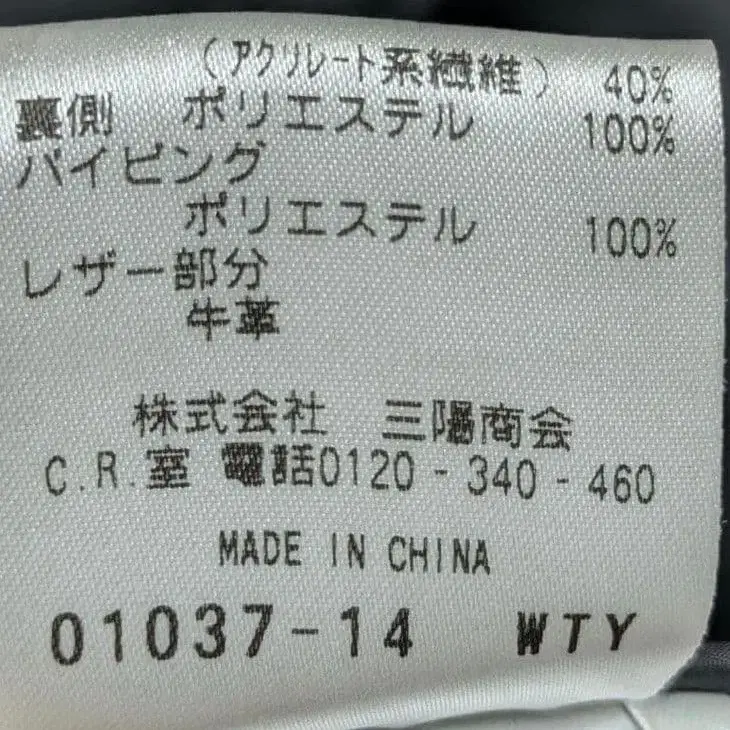 (アクリレート系繊維) 40%
裏側 ポリエステル 100%
パイピング
ポリエステル 100%
レザー部分
牛革
株式会社 三陽商会
C.R.室 電話0120-340-460
MADE IN CHINA
01037-14 WTY